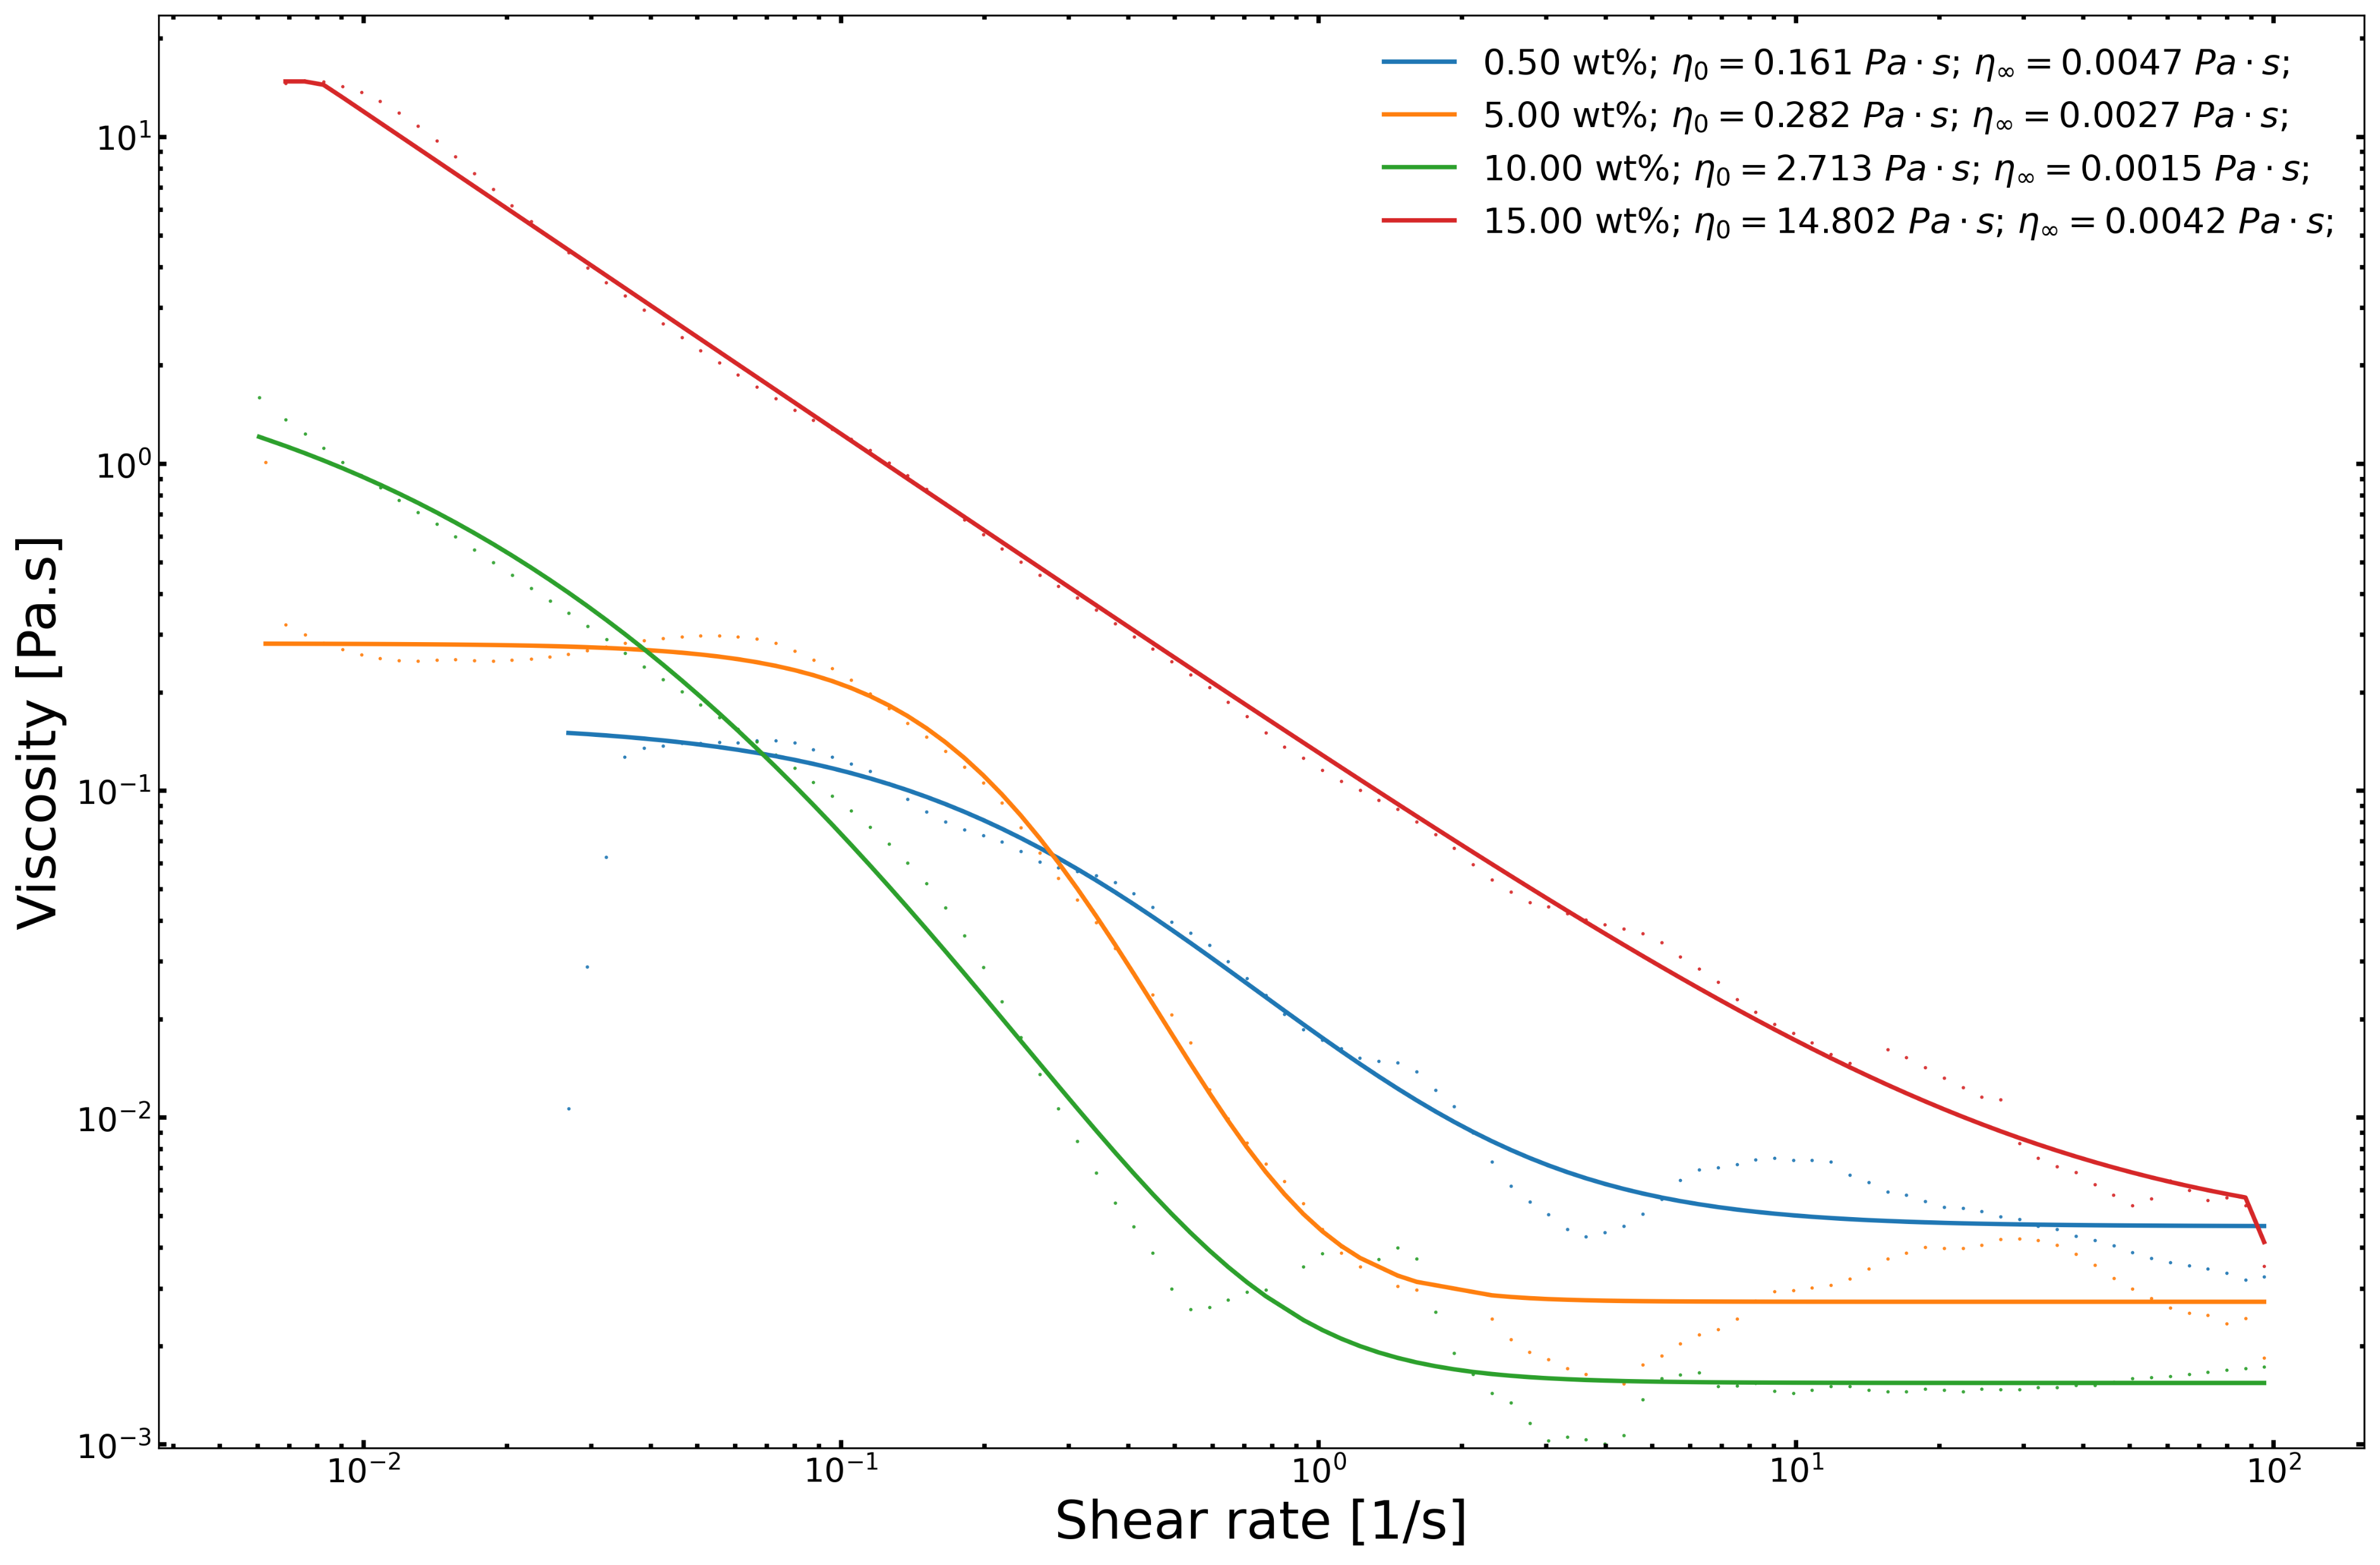 0.50 wt%; η₀ = 0.161 Pa · s; η∞ = 0.0047 Pa · s;
5.00 wt%; η₀ = 0.282 Pa · s; η∞ = 0.0027 Pa · s;
10.00 wt%; η₀ = 2.713 Pa · s; η∞ = 0.0015 Pa · s;
15.00 wt%; η₀ = 14.802 Pa · s; η∞ = 0.0042 Pa · s;
10¹
10⁰
10⁻¹
10⁻²
10⁻³
Viscosity [Pa.s]
10⁻² 10⁻¹ 10⁰ 10¹ 10²
Shear rate [1/s]